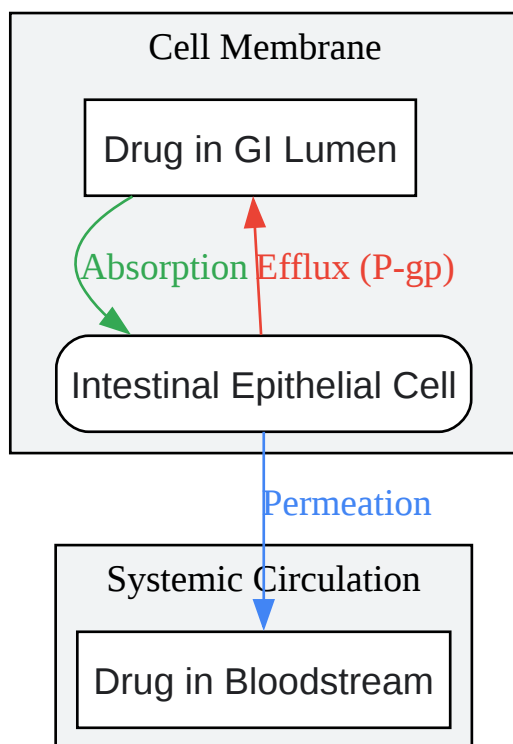 Cell Membrane
Drug in GI Lumen
Absorption Efflux (P-gp)
Intestinal Epithelial Cell
Permeation
Systemic Circulation
Drug in Bloodstream